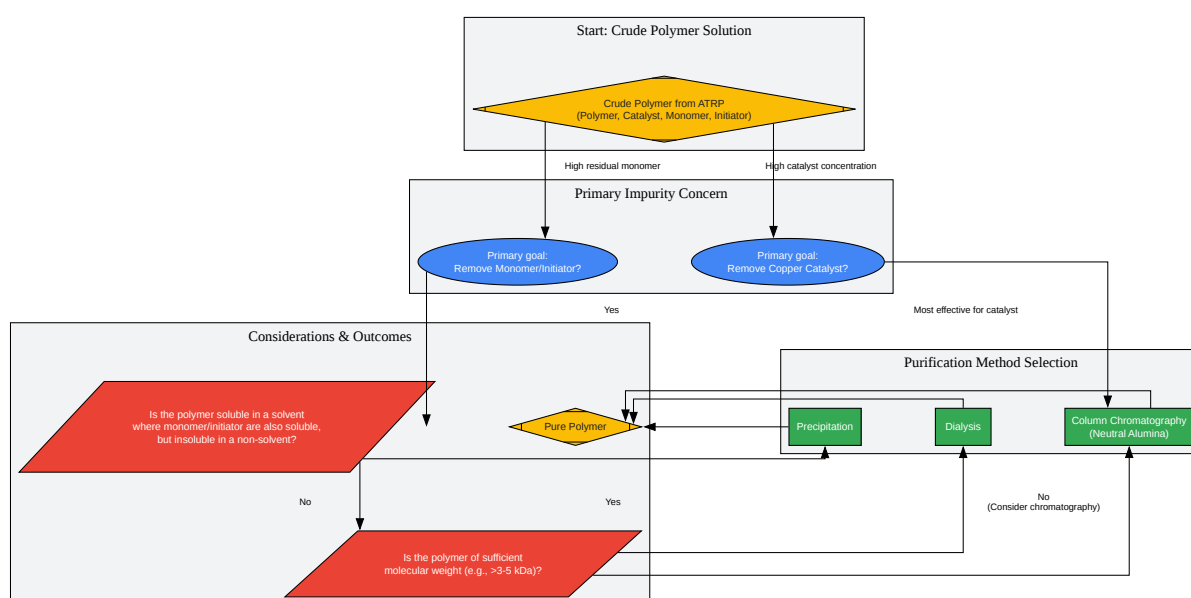 Start: Crude Polymer Solution
Crude Polymer from ATRP
(Polymer, Catalyst, Monomer, Initiator)
High residual monomer
High catalyst concentration
Primary Impurity Concern
Primary goal:
Remove Monomer/Initiator?
Primary goal:
Remove Copper Catalyst?
Yes
Most effective for catalyst
Considerations & Outcomes
Purification Method Selection
Is the polymer soluble in a solvent
where monomer/initiator are also soluble,
but insoluble in a non-solvent?
Pure Polymer
Precipitation
Dialysis
Column Chromatography
(Neutral Alumina)
No
Yes
No
(Consider chromatography)
Is the polymer of sufficient
molecular weight (e.g., >3-5 kDa)?